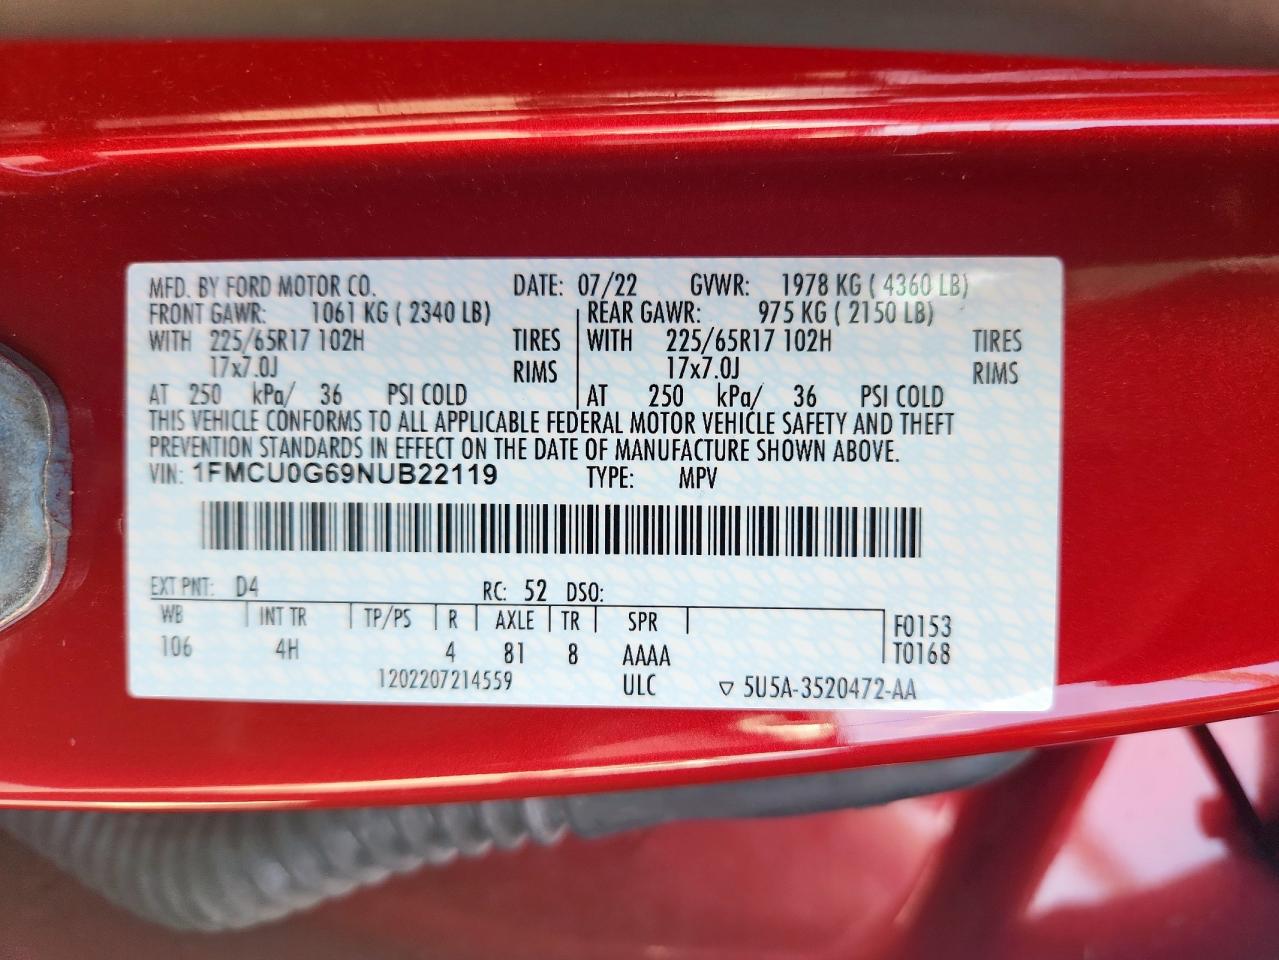 MFD. BY FORD MOTOR CO. DATE: 07/22 GVWR: 1978 KG ( 4360 LB)
FRONT GAWR: 1061 KG ( 2340 LB) REAR GAWR: 975 KG ( 2150 LB)
WITH 225/65R17 102H TIRES WITH 225/65R17 102H TIRES
17x7.0J RIMS 17x7.0J RIMS
AT 250 kPa/ 36 PSI COLD AT 250 kPa/ 36 PSI COLD
THIS VEHICLE CONFORMS TO ALL APPLICABLE FEDERAL MOTOR VEHICLE SAFETY AND THEFT
PREVENTION STANDARDS IN EFFECT ON THE DATE OF MANUFACTURE SHOWN ABOVE.
VIN: 1FMCU0G69NUB22119 TYPE: MPV
EXT PNT: D4 RC: 52 DSO:
WB INT TR TP/PS R AXLE TR SPR F0153
106 4H 4 81 8 AAAA T0168
1202207214559 ULC ▽ 5U5A-3520472-AA